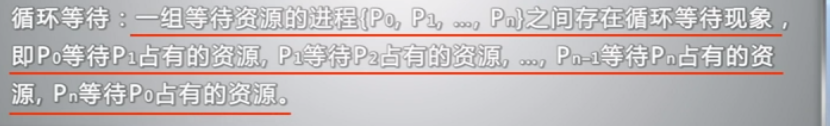 循环等待：一组等待资源的进程{P0, P1, ..., Pn}之间存在循环等待现象，
即P0等待P1占有的资源, P1等待P2占有的资源, ..., Pn-1等待Pn占有的资
源, Pn等待P0占有的资源。